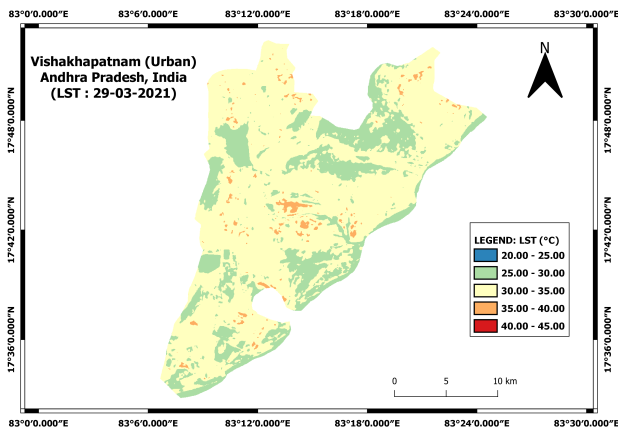 83°0′0.000″E 83°6′0.000″E 83°12′0.000″E 83°18′0.000″E 83°24′0.000″E 83°30′0.000″E
Vishakhapatnam (Urban)
Andhra Pradesh, India
(LST : 29-03-2021)
N
17°48′0.000″N
17°48′0.000″N
17°42′0.000″N
17°42′0.000″N
17°36′0.000″N
17°36′0.000″N
LEGEND: LST (°C)
20.00 - 25.00
25.00 - 30.00
30.00 - 35.00
35.00 - 40.00
40.00 - 45.00
0 5 10 km
83°0′0.000″E 83°6′0.000″E 83°12′0.000″E 83°18′0.000″E 83°24′0.000″E 83°30′0.000″E